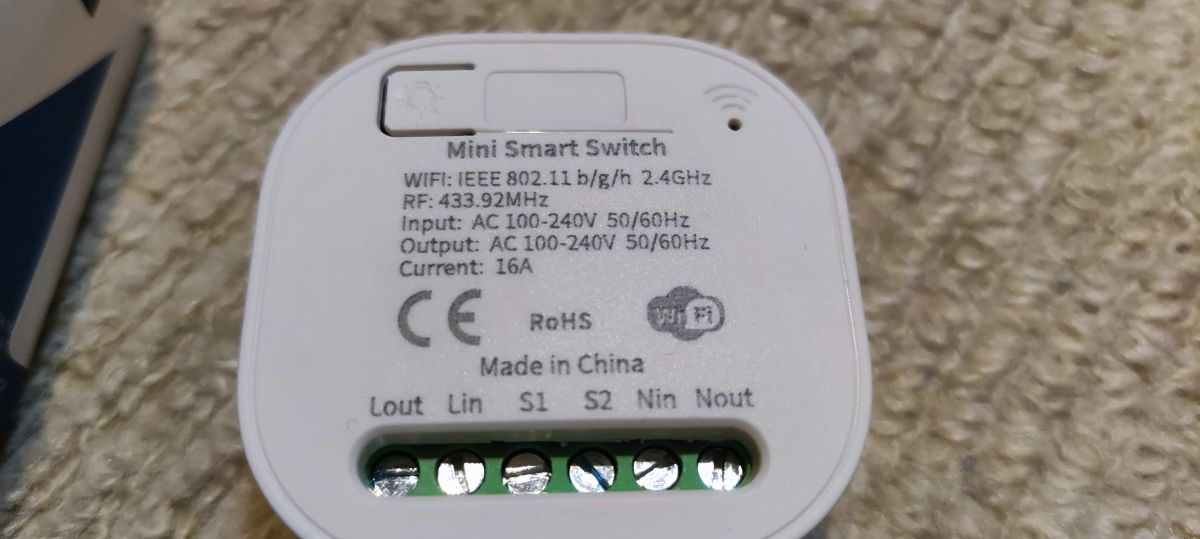 Mini Smart Switch
WIFI: IEEE 802.11 b/g/h 2.4GHz
RF: 433.92MHz
Input: AC 100-240V 50/60Hz
Output: AC 100-240V 50/60Hz
Current: 16A
CE RoHS Wi Fi
Made in China
Lout Lin S1 S2 Nin Nout